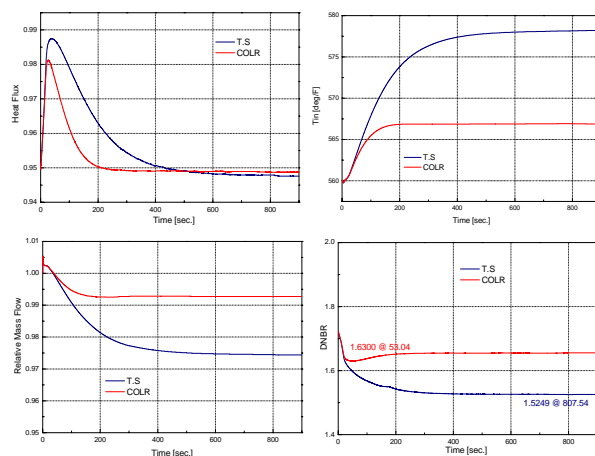 0.99
0.98
0.97
0.96
0.95
0.94
Heat Flux
T.S
COLR
0
200
400
600
800
Time [sec.]
580
575
570
565
560
Tin [deg/F]
T.S
COLR
0
200
400
600
800
Time [sec.]
1.01
1.00
0.99
0.98
0.97
0.96
Relative Mass Flow
T.S
COLR
0
200
400
600
800
Time [sec.]
2.0
1.8
1.6
1.4
DNBR
T.S
COLR
1.6300 @ 53.04
1.5249 @ 807.54
0
200
400
600
800
Time [sec.]